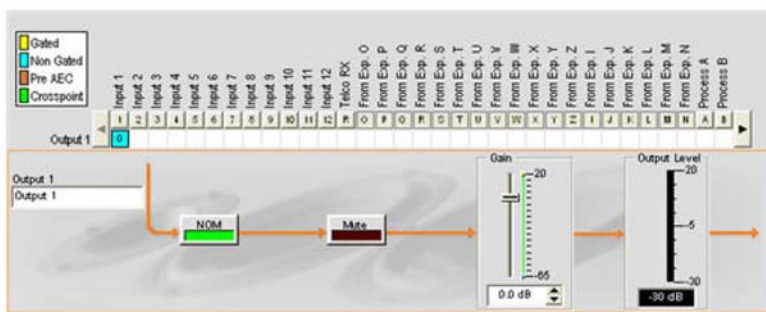 Gated
Non Gated
Pre AEC
Crosspoint
Input 1
Input 2
Input 3
Input 4
Input 5
Input 6
Input 7
Input 8
Input 9
Input 10
Input 11
Input 12
Telco RX
From Exp. O
From Exp. P
From Exp. Q
From Exp. R
From Exp. S
From Exp. T
From Exp. U
From Exp. V
From Exp. W
From Exp. X
From Exp. Y
From Exp. Z
From Exp. I
From Exp. J
From Exp. K
From Exp. L
From Exp. M
From Exp. N
Process A
Process B
1 2 3 4 5 6 7 8 9 10 11 12 R O P Q R S T U V W X Y Z I J K L M N A B
Output 1 0
Output 1
Output 1
NOM
Mute
Gain
20
-65
0.0 dB
Output Level
20
-5
-30
-30 dB